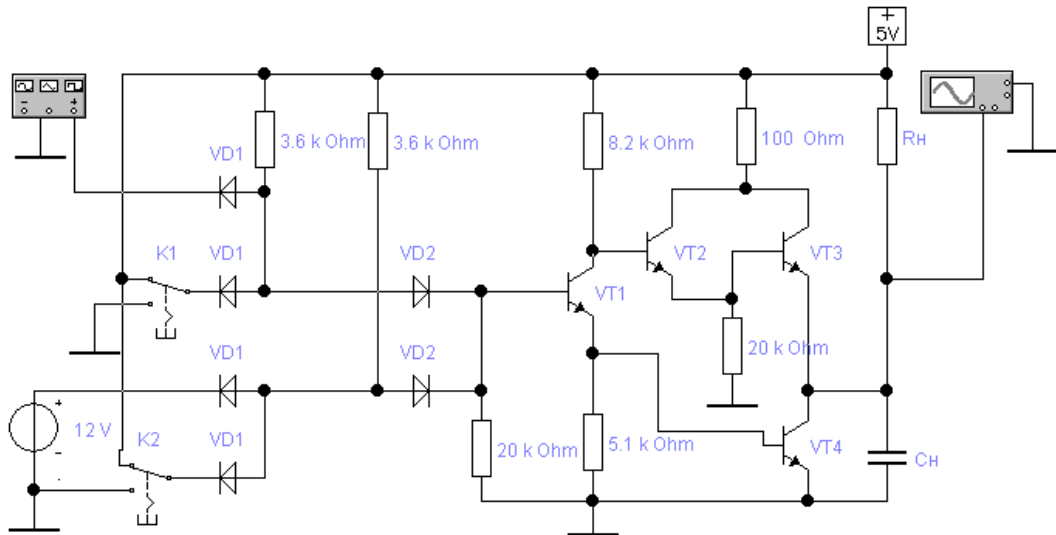 +
5V
3.6 k Ohm
3.6 k Ohm
8.2 k Ohm
100 Ohm
Rн
VD1
K1
VD1
VD2
VT1
VT2
VT3
20 k Ohm
VD1
VD2
+
12 V
-
K2
VD1
20 k Ohm
5.1 k Ohm
VT4
Cн